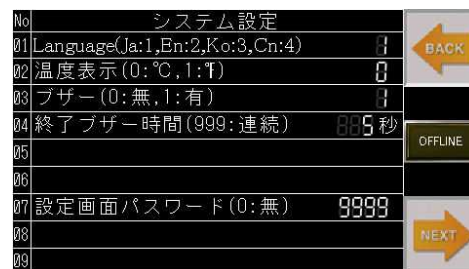 No システム設定
01 Language(Ja:1,En:2,Ko:3,Cn:4) 1
02 温度表示(0:℃,1:℉) 0
03 ブザー(0:無,1:有) 1
04 終了ブザー時間(999:連続) 5秒
05
06
07 設定画面パスワード(0:無) 9999
08
09
BACK
OFFLINE
NEXT